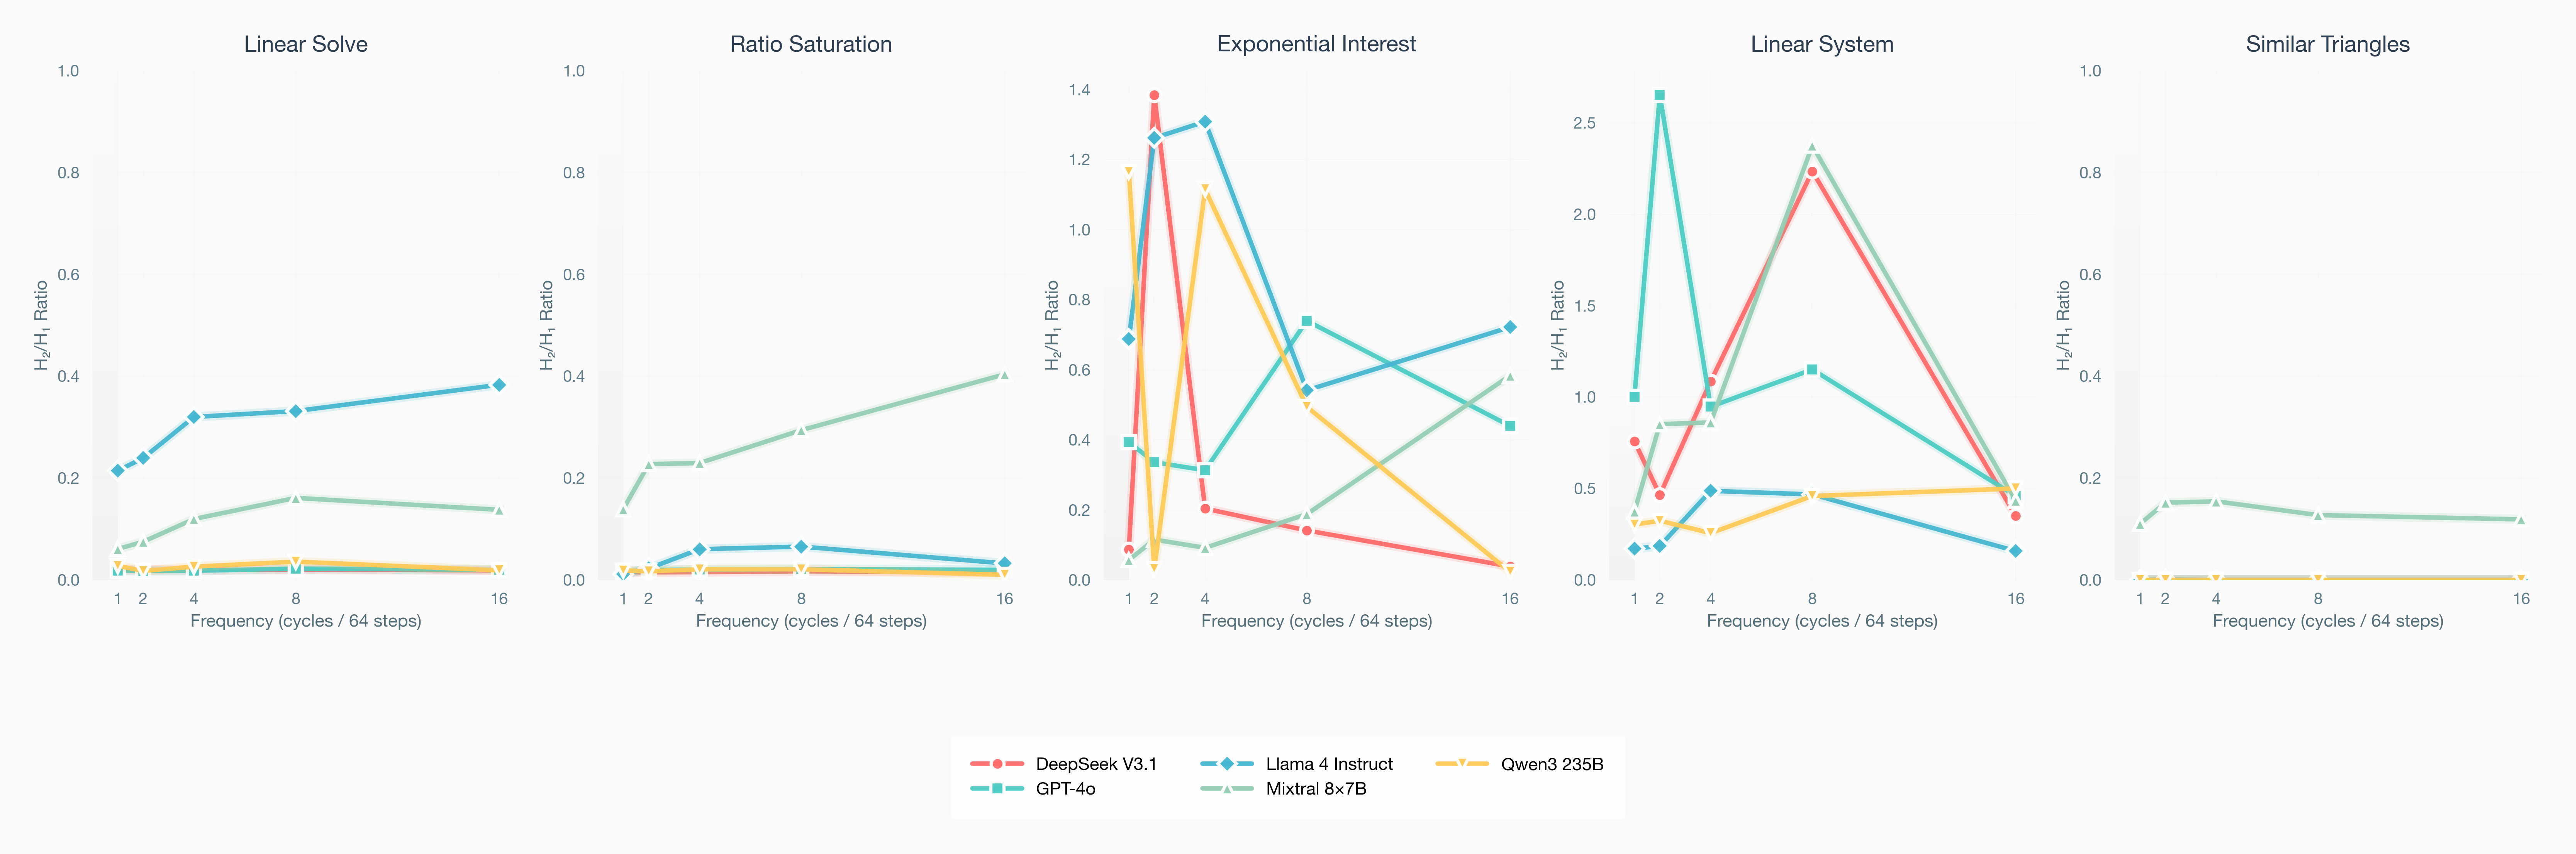 Linear Solve
1.0
0.8
0.6
0.4
0.2
0.0
H₂/H₁ Ratio
1 2 4 8 16
Frequency (cycles / 64 steps)
Ratio Saturation
1.0
0.8
0.6
0.4
0.2
0.0
H₂/H₁ Ratio
1 2 4 8 16
Frequency (cycles / 64 steps)
Exponential Interest
1.4
1.2
1.0
0.8
0.6
0.4
0.2
0.0
H₂/H₁ Ratio
1 2 4 8 16
Frequency (cycles / 64 steps)
Linear System
2.5
2.0
1.5
1.0
0.5
0.0
H₂/H₁ Ratio
1 2 4 8 16
Frequency (cycles / 64 steps)
Similar Triangles
1.0
0.8
0.6
0.4
0.2
0.0
H₂/H₁ Ratio
1 2 4 8 16
Frequency (cycles / 64 steps)
DeepSeek V3.1
GPT-4o
Llama 4 Instruct
Mixtral 8×7B
Qwen3 235B